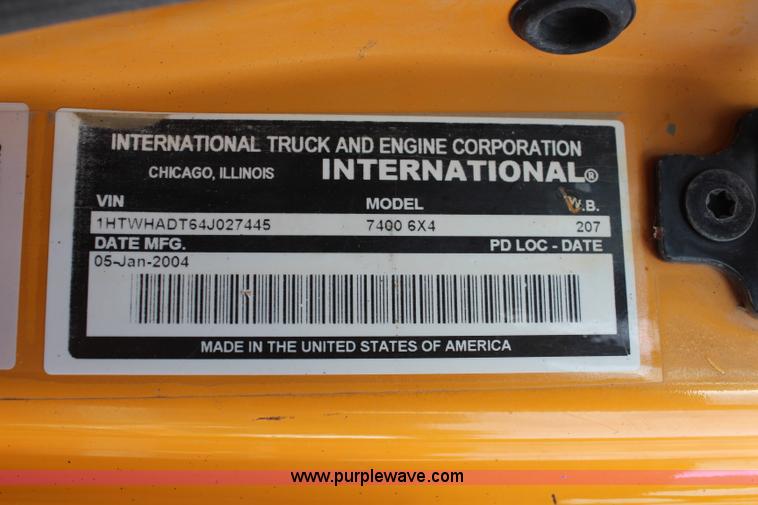 INTERNATIONAL TRUCK AND ENGINE CORPORATION
CHICAGO, ILLINOIS INTERNATIONAL®
VIN MODEL W.B.
1HTWHADT64J027445 7400 6X4 207
DATE MFG. PD LOC - DATE
05-Jan-2004
MADE IN THE UNITED STATES OF AMERICA
www.purplewave.com